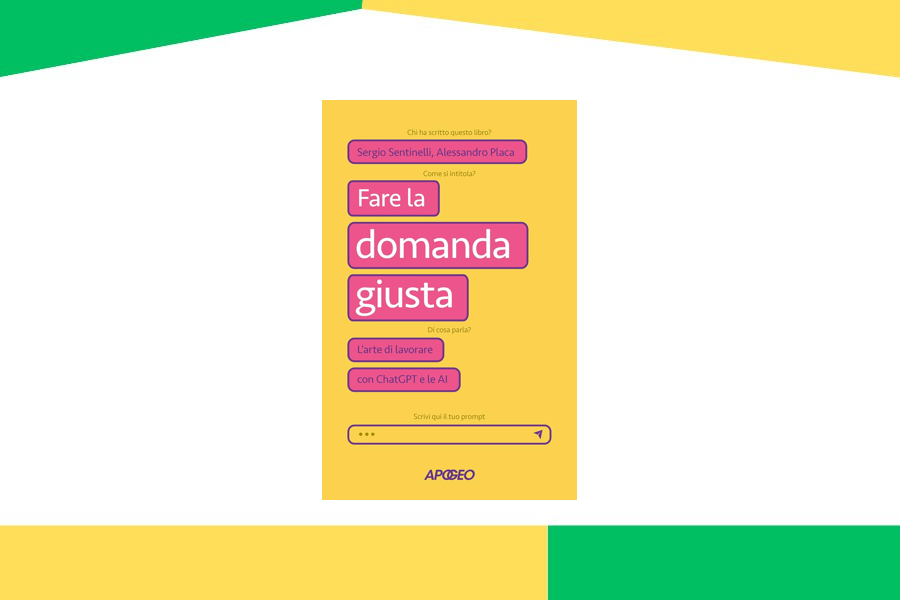 Chi ha scritto questo libro?
Sergio Sentinelli, Alessandro Placa
Come si intitola?
Fare la
domanda
giusta
Di cosa parla?
L'arte di lavorare
con ChatGPT e le AI
Scrivi qui il tuo prompt
APOGEO